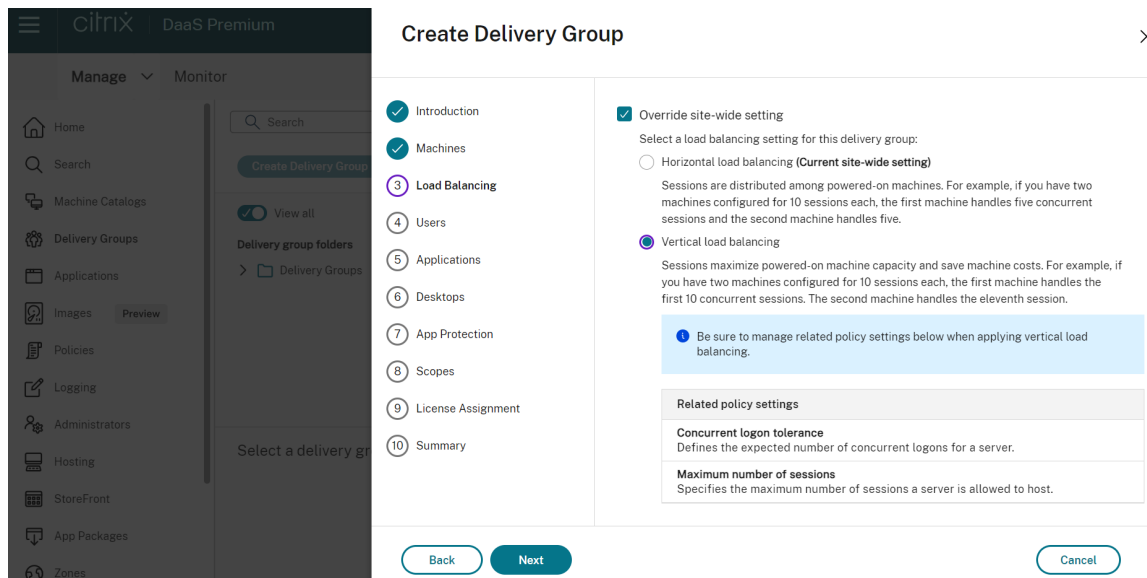 citrix | DaaS Premium
Manage Monitor
Home
Search
Machine Catalogs
Delivery Groups
Applications
Images Preview
Policies
Logging
Administrators
Hosting
StoreFront
App Packages
Zones
Search
Create Delivery Group
View all
Delivery group folders
Delivery Groups
Select a delivery gr
Create Delivery Group
Introduction
Machines
3 Load Balancing
4 Users
5 Applications
6 Desktops
7 App Protection
8 Scopes
9 License Assignment
10 Summary
Override site-wide setting
Select a load balancing setting for this delivery group:
Horizontal load balancing (Current site-wide setting)
Sessions are distributed among powered-on machines. For example, if you have two
machines configured for 10 sessions each, the first machine handles five concurrent
sessions and the second machine handles five.
Vertical load balancing
Sessions maximize powered-on machine capacity and save machine costs. For example, if
you have two machines configured for 10 sessions each, the first machine handles the
first 10 concurrent sessions. The second machine handles the eleventh session.
Be sure to manage related policy settings below when applying vertical load
balancing.
Related policy settings
Concurrent logon tolerance
Defines the expected number of concurrent logons for a server.
Maximum number of sessions
Specifies the maximum number of sessions a server is allowed to host.
Back
Next
Cancel